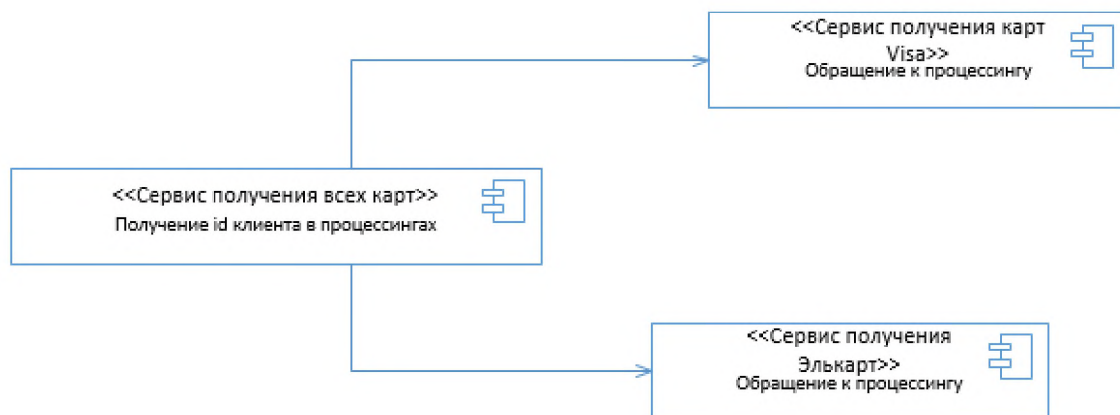 <<Сервис получения карт
Visa>>
Обращение к процессингу
<<Сервис получения всех карт>>
Получение id клиента в процессингах
<<Сервис получения
Элькарт>>
Обращение к процессингу